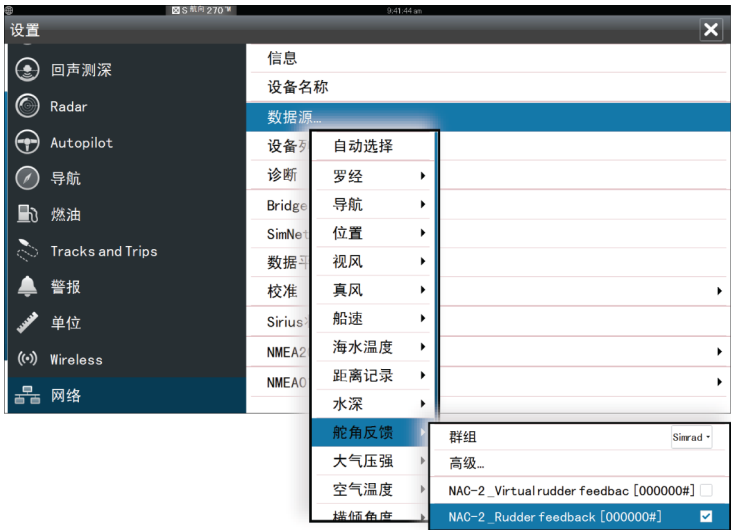 S 航向 270 °M
9:41:44 am
设置
回声测深
Radar
Autopilot
导航
燃油
Tracks and Trips
警报
单位
Wireless
网络
信息
设备名称
数据源…
设备列
诊断
Bridge
SimNet
数据平
校准
Sirius
NMEA2
NMEA0
自动选择
罗经
导航
位置
视风
真风
船速
海水温度
距离记录
水深
舵角反馈
大气压强
空气温度
横倾角度
群组
Simrad
高级…
NAC-2_Virtual rudder feedbac [000000#]
NAC-2_Rudder feedback [000000#]